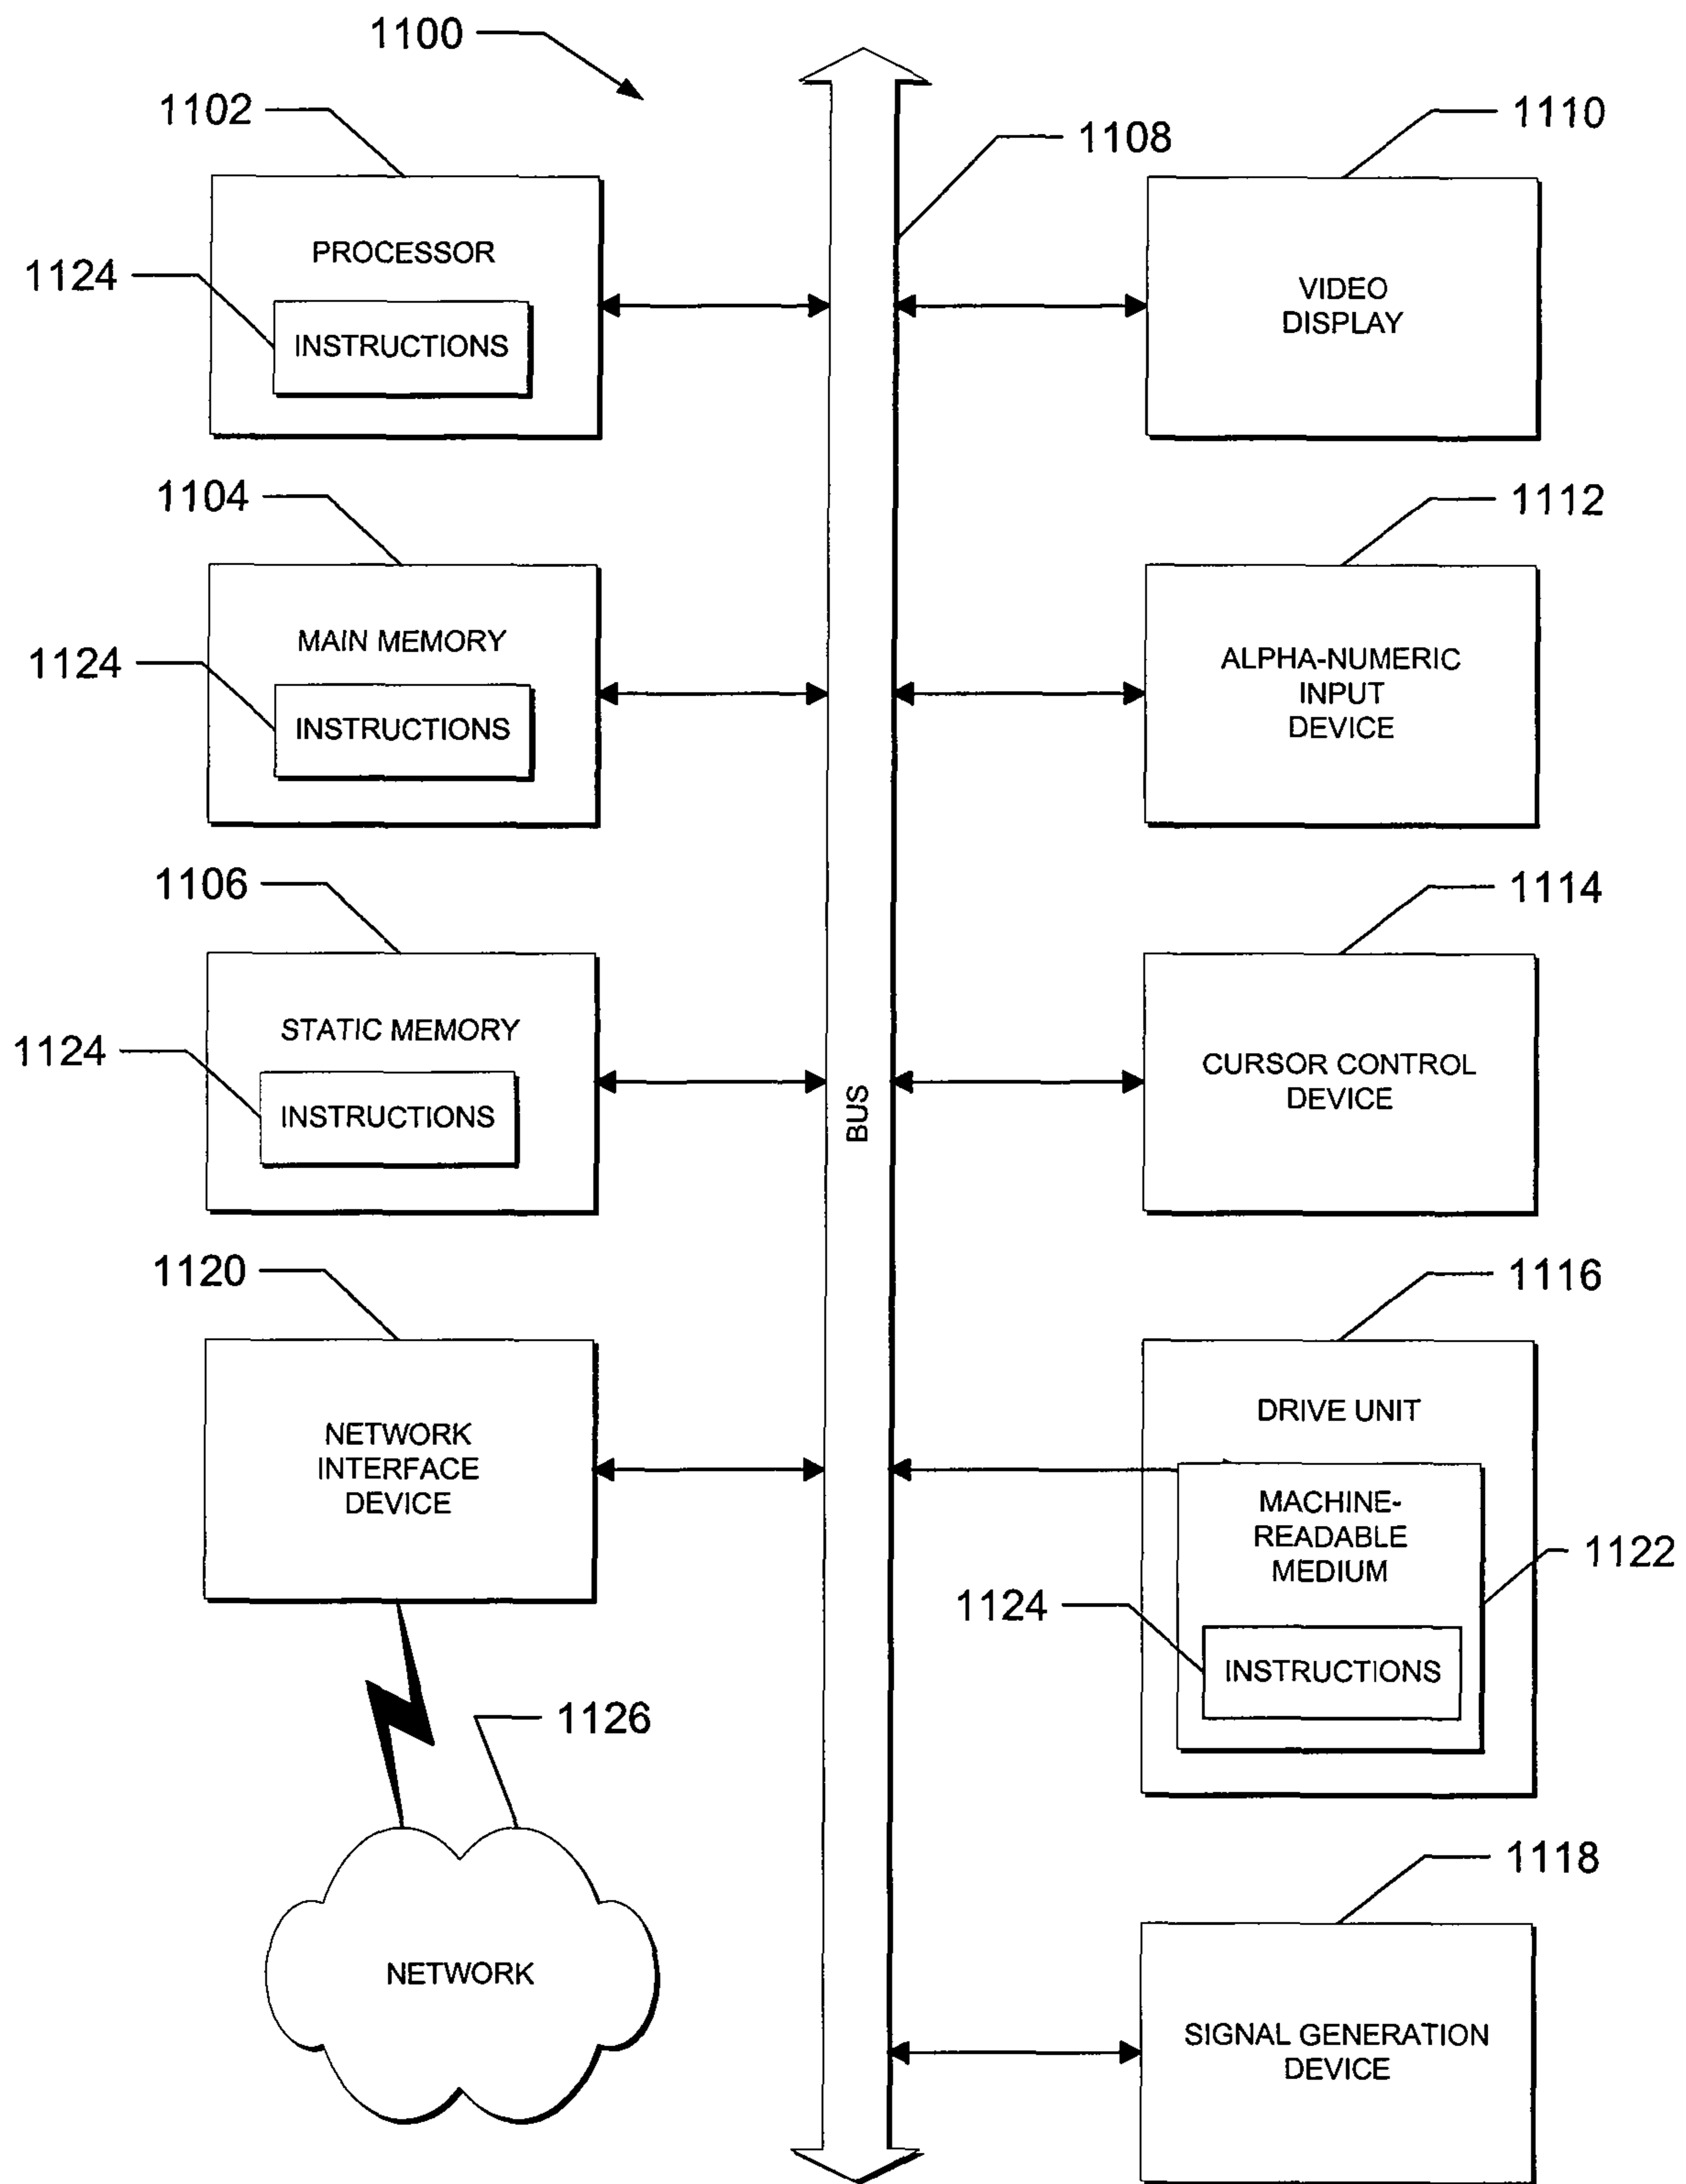 1100
1102
PROCESSOR
1124
INSTRUCTIONS
1104
MAIN MEMORY
1124
INSTRUCTIONS
1106
STATIC MEMORY
1124
INSTRUCTIONS
1120
NETWORK
INTERFACE
DEVICE
1126
NETWORK
1108
BUS
1110
VIDEO
DISPLAY
1112
ALPHA-NUMERIC
INPUT
DEVICE
1114
CURSOR CONTROL
DEVICE
1116
DRIVE UNIT
MACHINE-
READABLE
MEDIUM
1122
1124
INSTRUCTIONS
1118
SIGNAL GENERATION
DEVICE